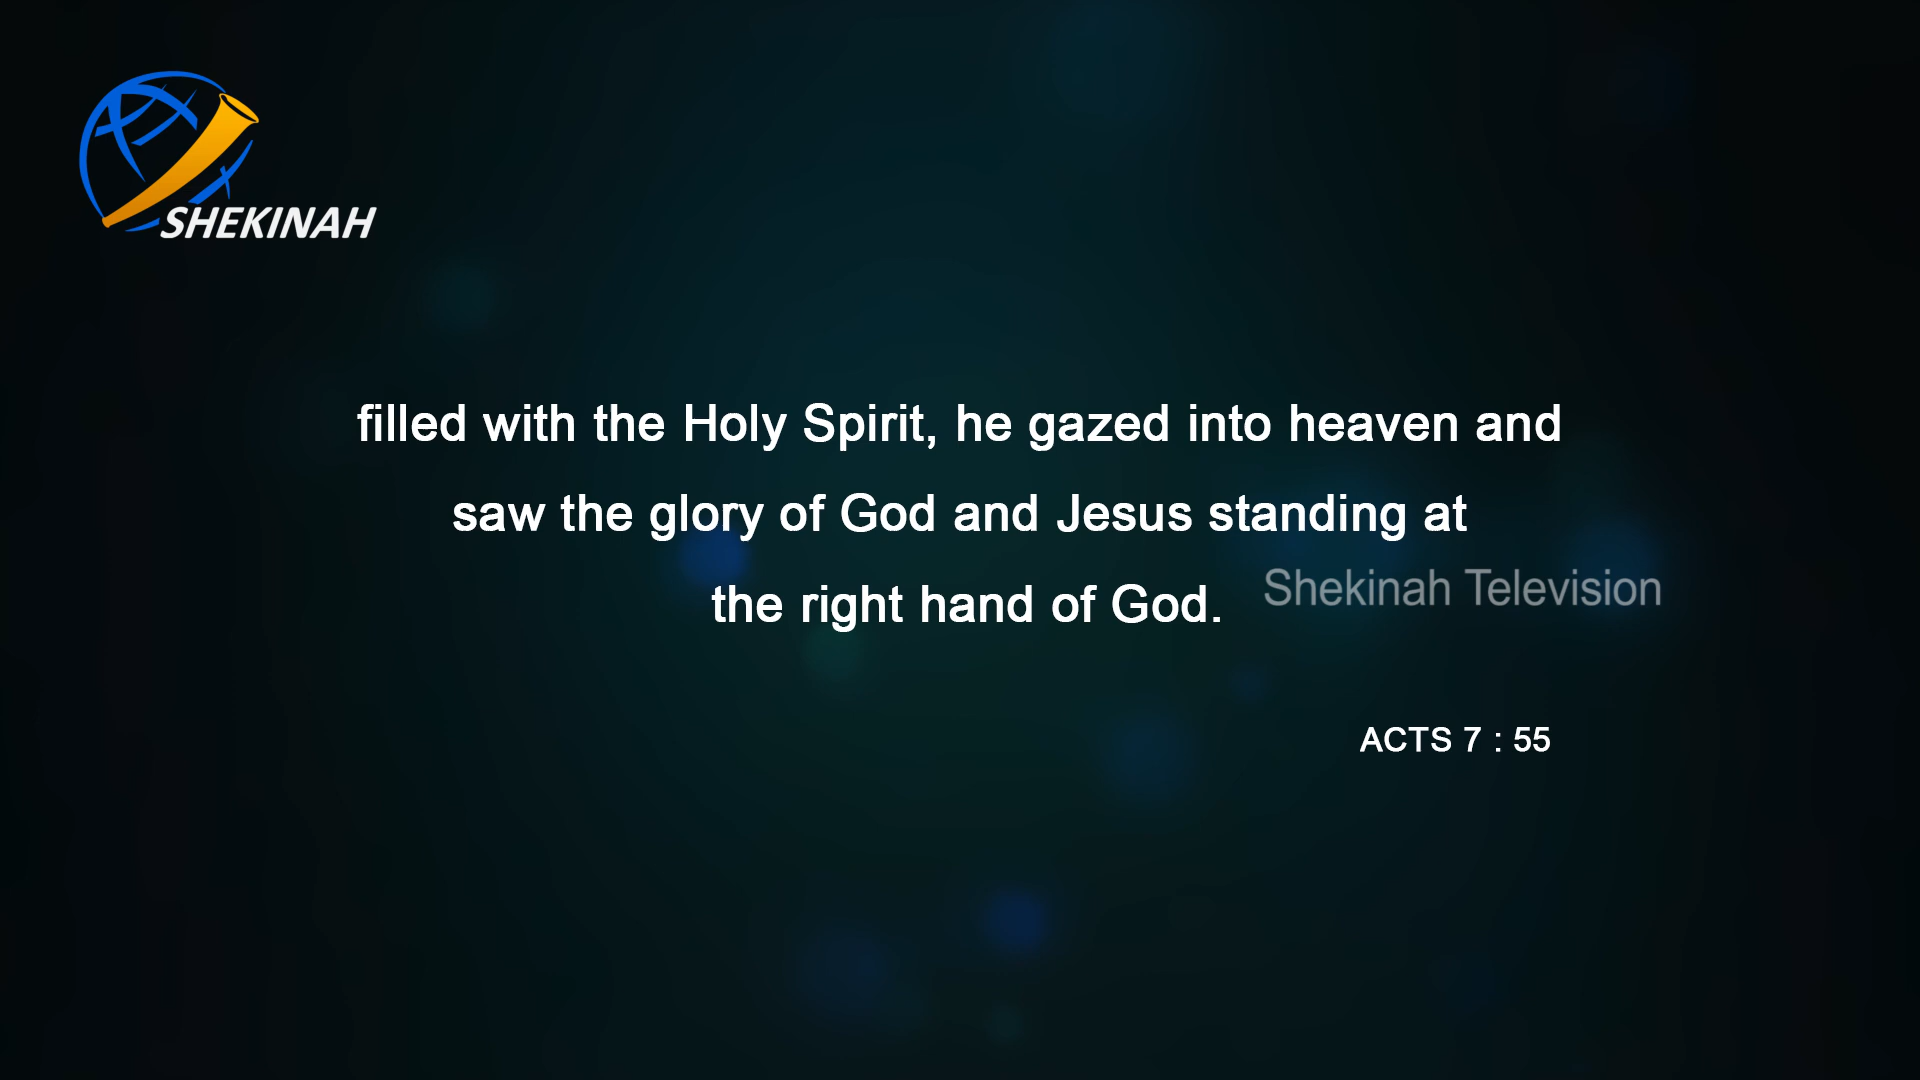 SHEKINAH
filled with the Holy Spirit, he gazed into heaven and
saw the glory of God and Jesus standing at
the right hand of God.
Shekinah Television
ACTS 7 : 55